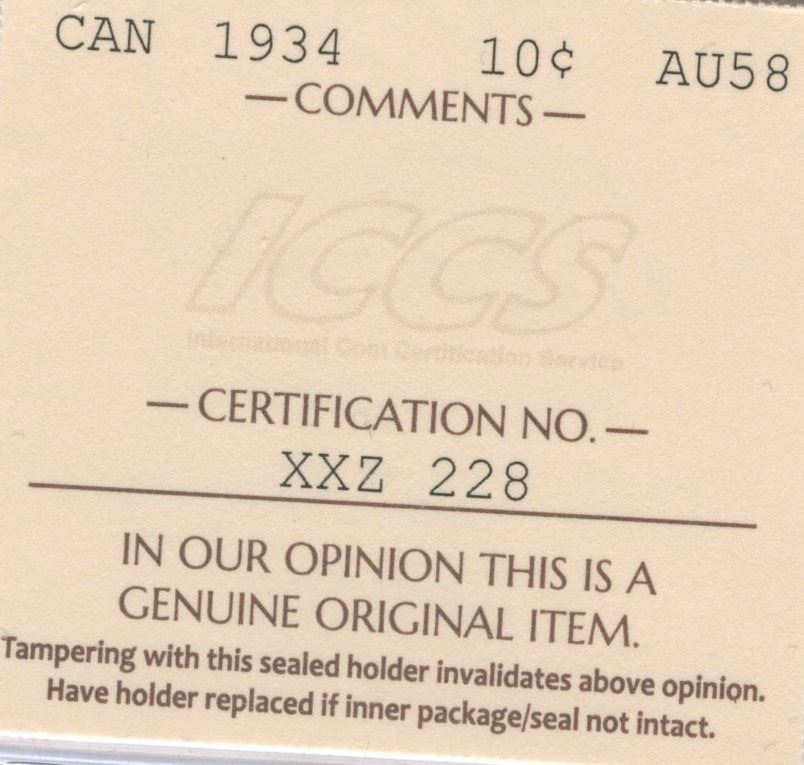 CAN 1934 10¢ AU58
—COMMENTS—
ICCS
International Coin Certification Service
—CERTIFICATION NO.—
XXZ 228
IN OUR OPINION THIS IS A
GENUINE ORIGINAL ITEM.
Tampering with this sealed holder invalidates above opinion.
Have holder replaced if inner package/seal not intact.